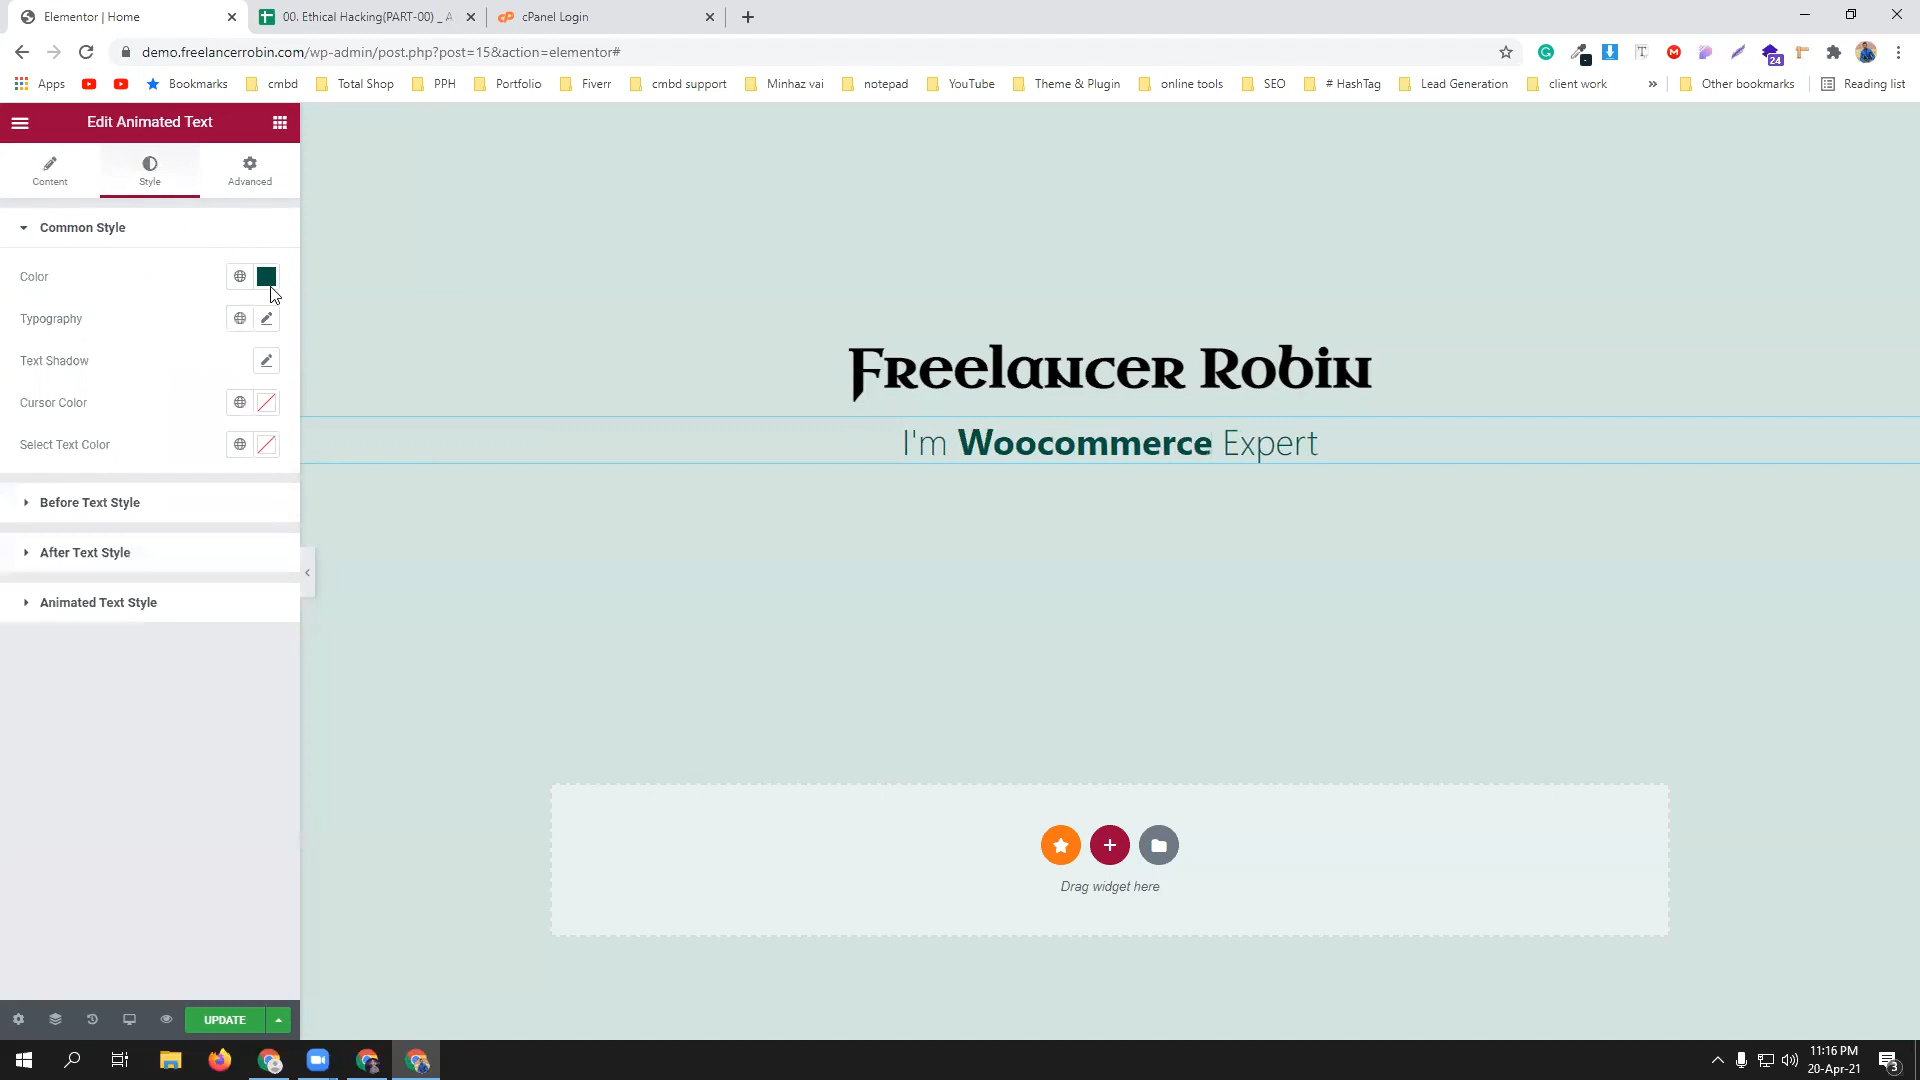 Elementor | Home
00. Ethical Hacking(PART-00) _ A
cPanel Login
demo.freelancerrobin.com/wp-admin/post.php?post=15&action=elementor#
24
Apps
Bookmarks
cmbd
Total Shop
PPH
Portfolio
Fiverr
cmbd support
Minhaz vai
notepad
YouTube
Theme & Plugin
online tools
SEO
# HashTag
Lead Generation
client work
»
Other bookmarks
Reading list
Edit Animated Text
Content
Style
Advanced
Common Style
Color
Typography
Text Shadow
Cursor Color
Select Text Color
Before Text Style
After Text Style
Animated Text Style
Freelancer Robin
I'm Woocommerce Expert
Drag widget here
UPDATE
11:16 PM
20-Apr-21
3